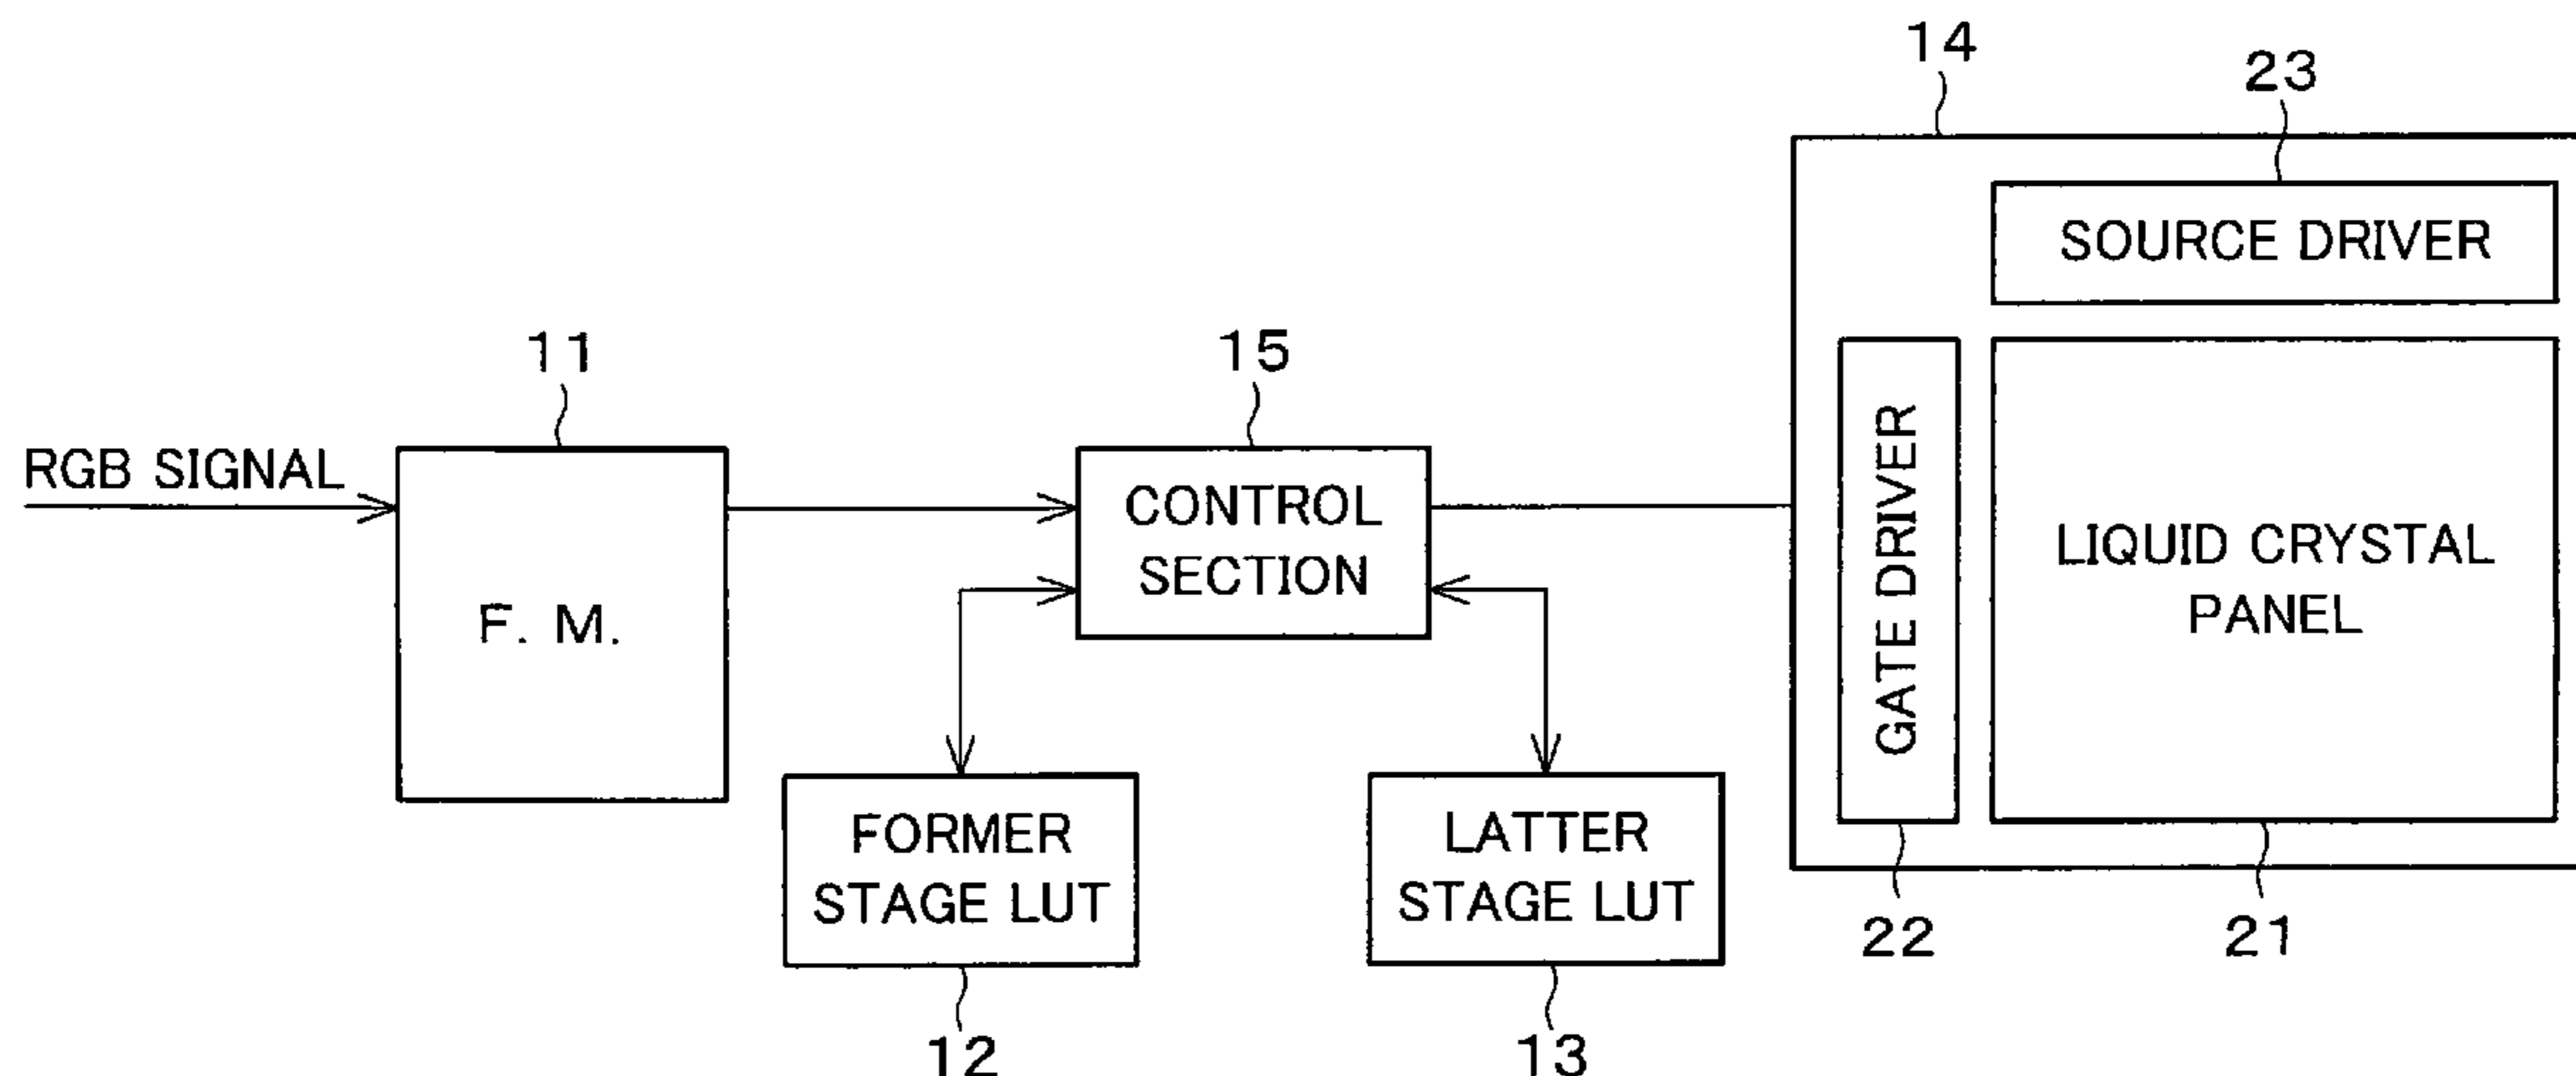 14
23
SOURCE DRIVER
11
15
RGB SIGNAL
F. M.
CONTROL
SECTION
GATE DRIVER
LIQUID CRYSTAL
PANEL
FORMER
STAGE LUT
LATTER
STAGE LUT
22
21
12
13